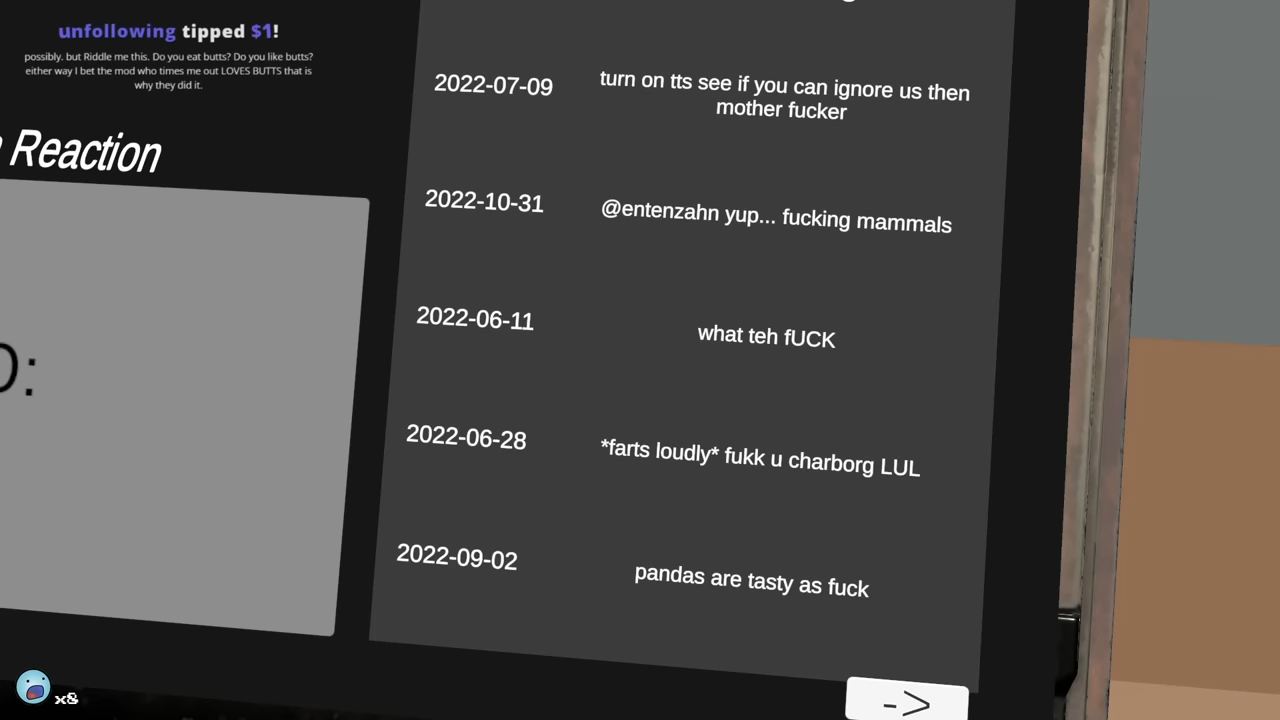 unfollowing tipped $1!
possibly. but Riddle me this. Do you eat butts? Do you like butts?
either way I bet the mod who times me out LOVES BUTTS that is
why they did it.
Reaction
D:
2022-07-09 turn on tts see if you can ignore us then
mother fucker
2022-10-31 @entenzahn yup... fucking mammals
2022-06-11 what teh fUCK
2022-06-28 *farts loudly* fukk u charborg LUL
2022-09-02 pandas are tasty as fuck
->
x8